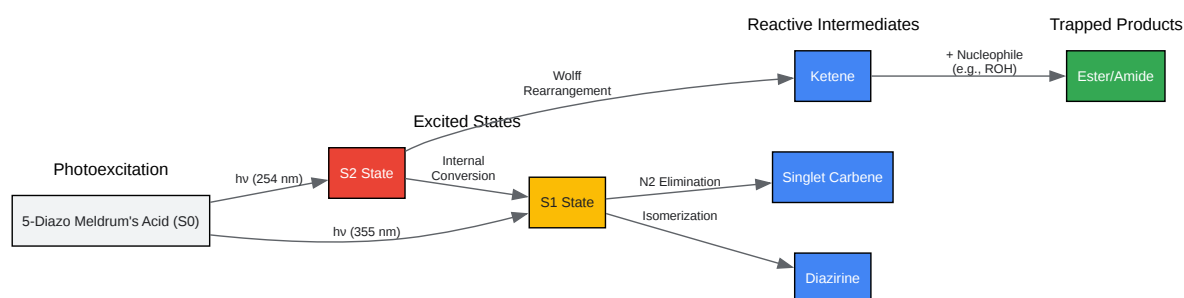 Reactive Intermediates
Trapped Products
Ketene
+ Nucleophile
(e.g., ROH)
Ester/Amide
Wolff
Rearrangement
Excited States
Photoexcitation
hν (254 nm)
S2 State
Internal
Conversion
N2 Elimination
Singlet Carbene
5-Diazo Meldrum's Acid (S0)
S1 State
hν (355 nm)
Isomerization
Diazirine